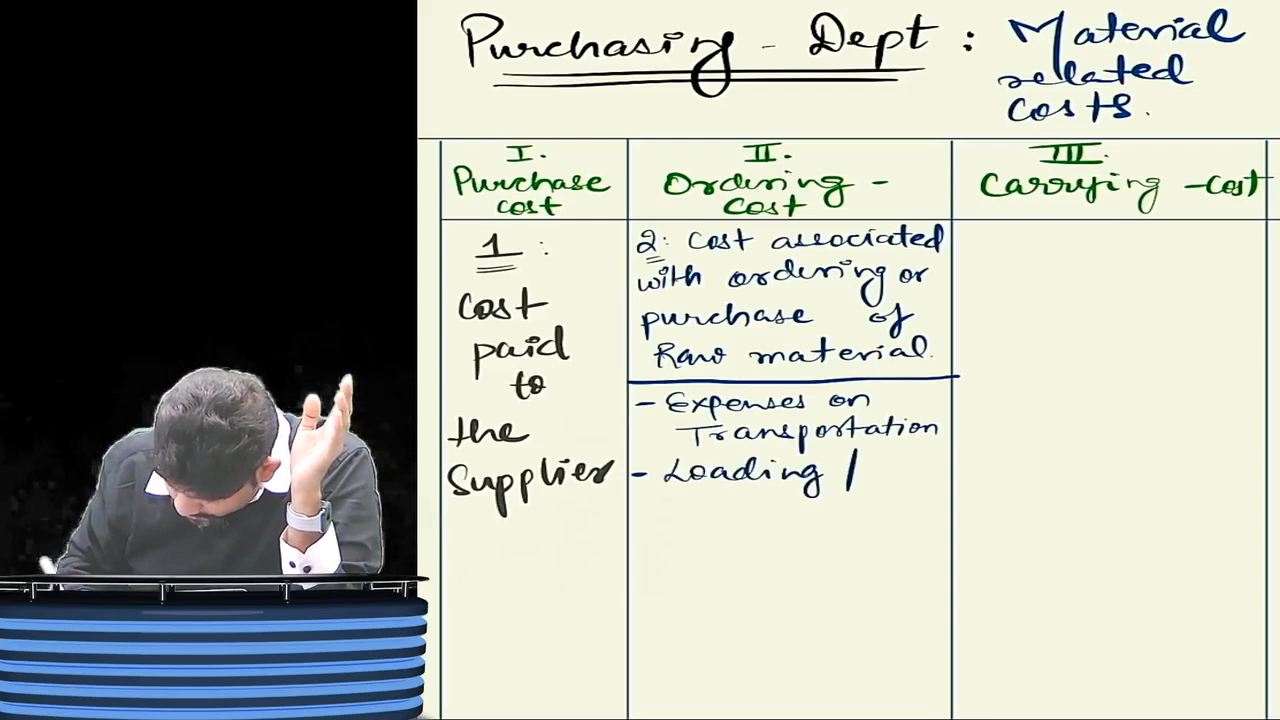 Purchasing - Dept : Material
related
costs.
I.
Purchase
cost
II.
Ordering -
cost
III.
Carrying - cost
1 :
cost
paid
to
the
Supplier
2: cost associated
with ordering or
purchase of
Raw material.
- Expenses on
Transportation
- Loading /